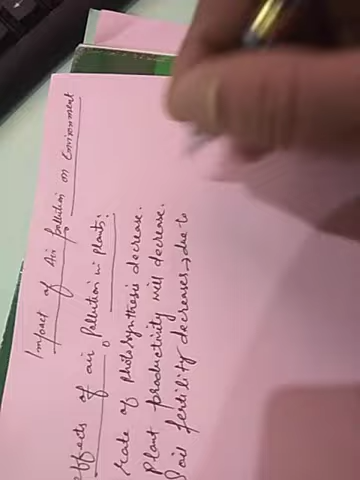 Impact of Air Pollution on Environment
Effects of air Pollution in Plants:
Rate of Photosynthesis decrease.
Plant productivity will decrease.
Soil fertility decreases → due to